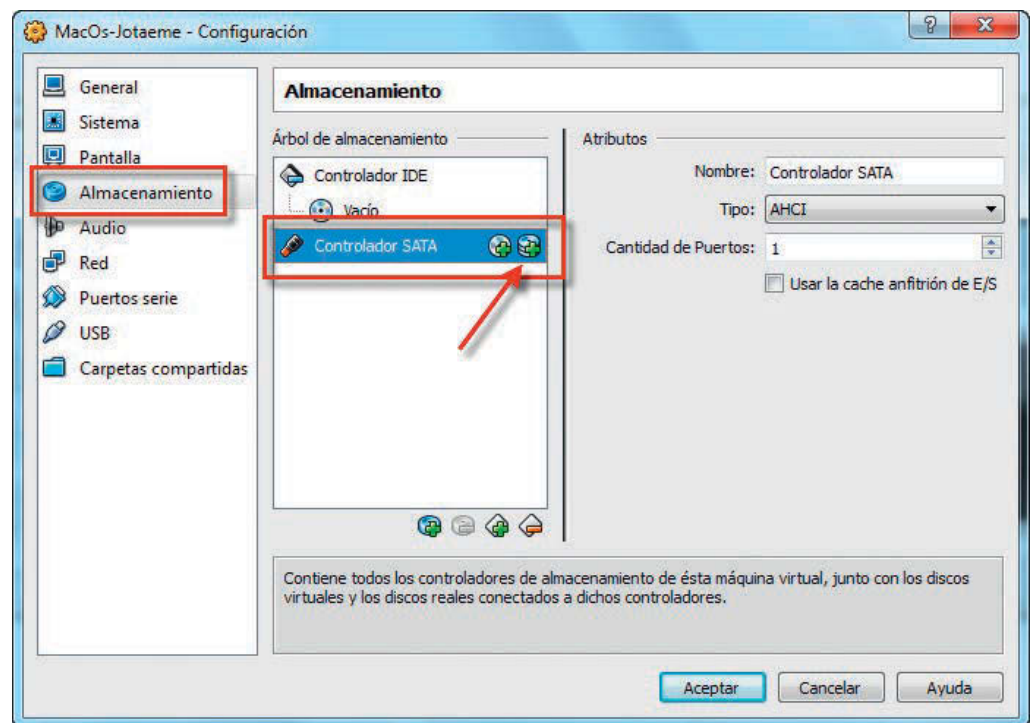 MacOs-Jotaeme - Configuración
General
Sistema
Pantalla
Almacenamiento
Audio
Red
Puertos serie
USB
Carpetas compartidas
Almacenamiento
Árbol de almacenamiento
Controlador IDE
Vacío
Controlador SATA
Atributos
Nombre: Controlador SATA
Tipo: AHCI
Cantidad de Puertos: 1
Usar la cache anfitrión de E/S
Contiene todos los controladores de almacenamiento de ésta máquina virtual, junto con los discos
virtuales y los discos reales conectados a dichos controladores.
Aceptar Cancelar Ayuda